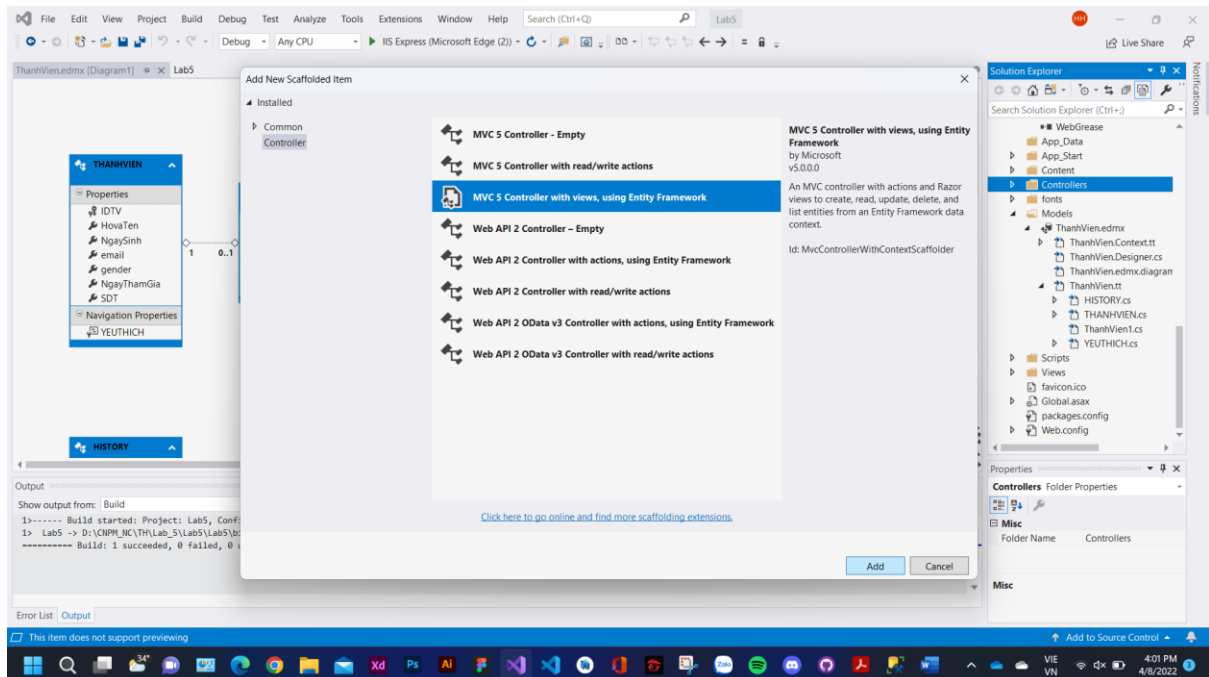 File Edit View Project Build Debug Test Analyze Tools Extensions Window Help Search (Ctrl+Q) Lab5 HH
Debug Any CPU IIS Express (Microsoft Edge (2)) Live Share
ThanhVien.edmx [Diagram1] Lab5
THANHVIEN
Properties
IDTV
HovaTen
NgaySinh
email
gender
NgayThamGia
SDT
Navigation Properties
YEUTHICH
1 0..1
HISTORY
Add New Scaffolded Item
Installed
Common
Controller
MVC 5 Controller - Empty
MVC 5 Controller with read/write actions
MVC 5 Controller with views, using Entity Framework
Web API 2 Controller – Empty
Web API 2 Controller with actions, using Entity Framework
Web API 2 Controller with read/write actions
Web API 2 OData v3 Controller with actions, using Entity Framework
Web API 2 OData v3 Controller with read/write actions
MVC 5 Controller with views, using Entity
Framework
by Microsoft
v5.0.0.0
An MVC controller with actions and Razor
views to create, read, update, delete, and
list entities from an Entity Framework data
context.
Id: MvcControllerWithContextScaffolder
Click here to go online and find more scaffolding extensions.
Add Cancel
Solution Explorer
Search Solution Explorer (Ctrl+;)
WebGrease
App_Data
App_Start
Content
Controllers
fonts
Models
ThanhVien.edmx
ThanhVien.Context.tt
ThanhVien.Designer.cs
ThanhVien.edmx.diagram
ThanhVien.tt
HISTORY.cs
THANHVIEN.cs
ThanhVien1.cs
YEUTHICH.cs
Scripts
Views
favicon.ico
Global.asax
packages.config
Web.config
Notifications
Properties
Controllers Folder Properties
Misc
Folder Name Controllers
Misc
Output
Show output from: Build
1>------ Build started: Project: Lab5, Conf
1> Lab5 -> D:\CNPM_NC\TH\Lab_5\Lab5\Lab5\b
========== Build: 1 succeeded, 0 failed, 0
Error List Output
This item does not support previewing Add to Source Control
34° Xd Ps Ai Zalo VIE VN 4:01 PM 4/8/2022 3